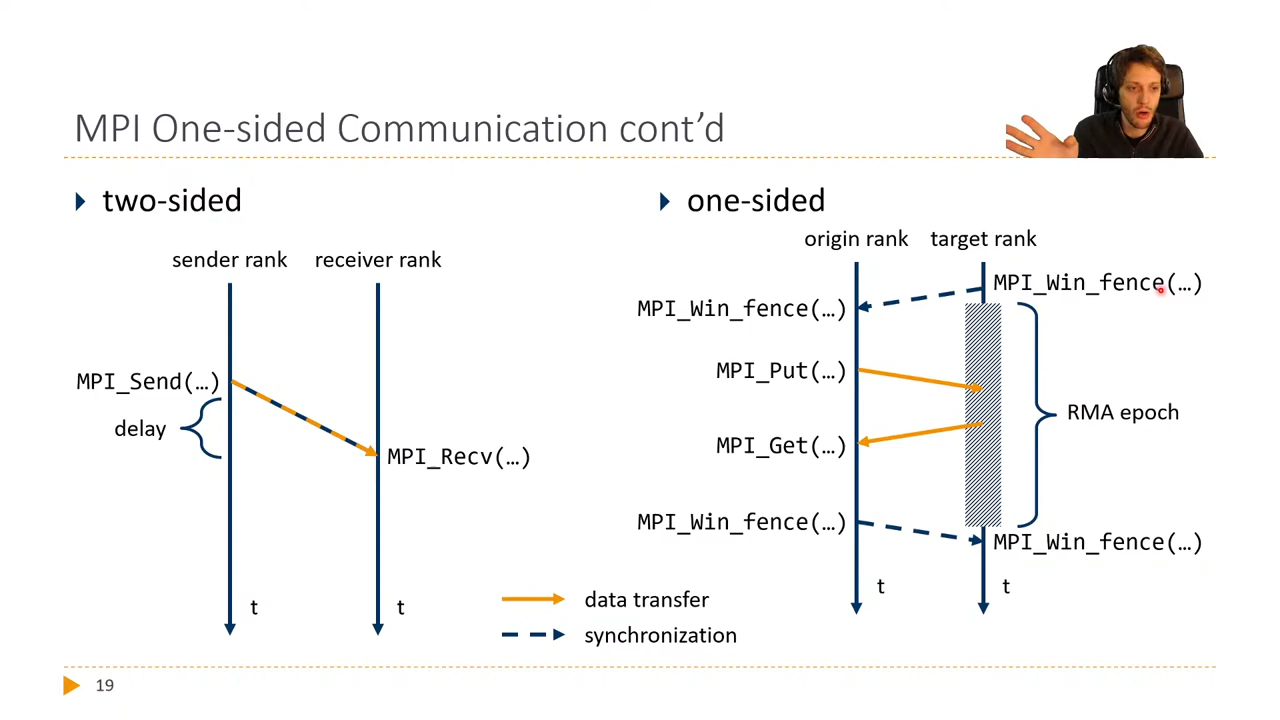 MPI One-sided Communication cont’d
two-sided
sender rank
receiver rank
MPI_Send(…)
delay
MPI_Recv(…)
t
t
one-sided
origin rank
target rank
MPI_Win_fence(…)
MPI_Win_fence(…)
MPI_Put(…)
RMA epoch
MPI_Get(…)
MPI_Win_fence(…)
MPI_Win_fence(…)
t
t
data transfer
synchronization
19